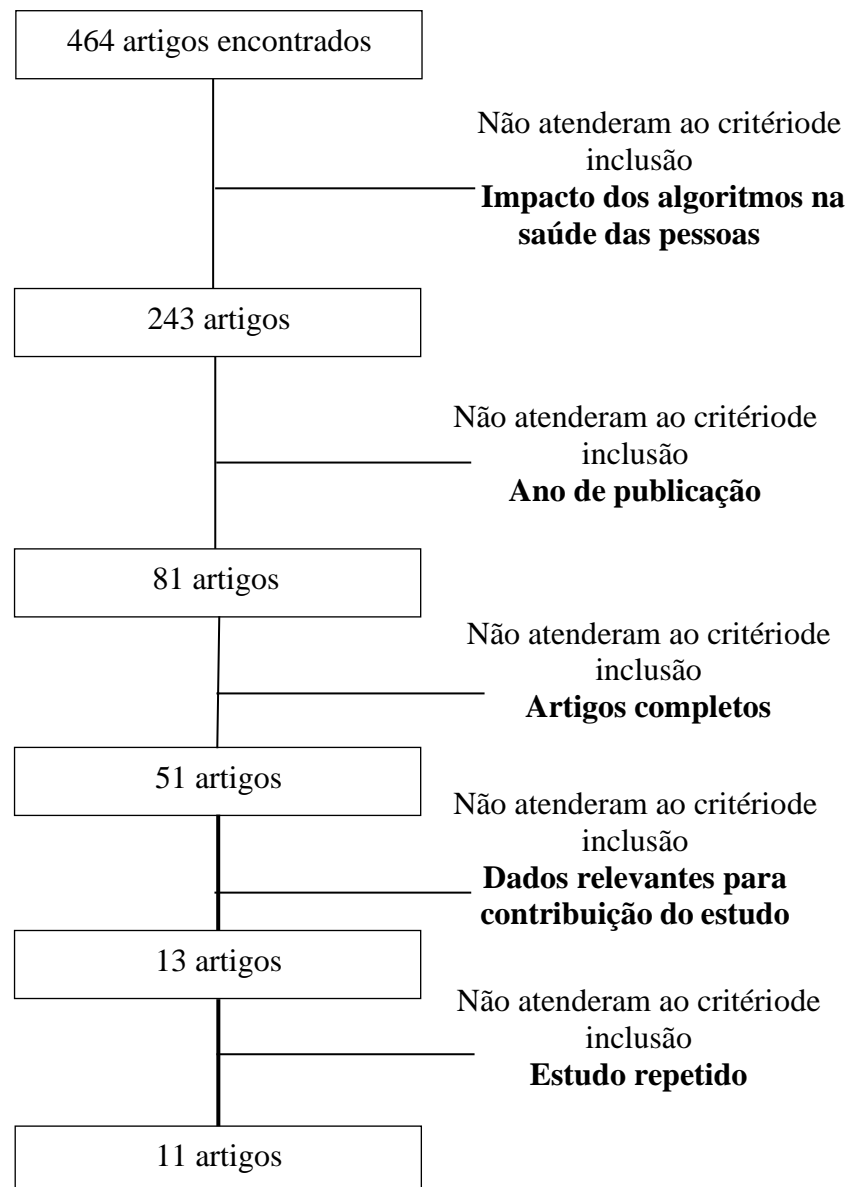 464 artigos encontrados
Não atenderam ao critériode
inclusão
Impacto dos algoritmos na
saúde das pessoas
243 artigos
Não atenderam ao critériode
inclusão
Ano de publicação
81 artigos
Não atenderam ao critériode
inclusão
Artigos completos
51 artigos
Não atenderam ao critériode
inclusão
Dados relevantes para
contribuição do estudo
13 artigos
Não atenderam ao critériode
inclusão
Estudo repetido
11 artigos